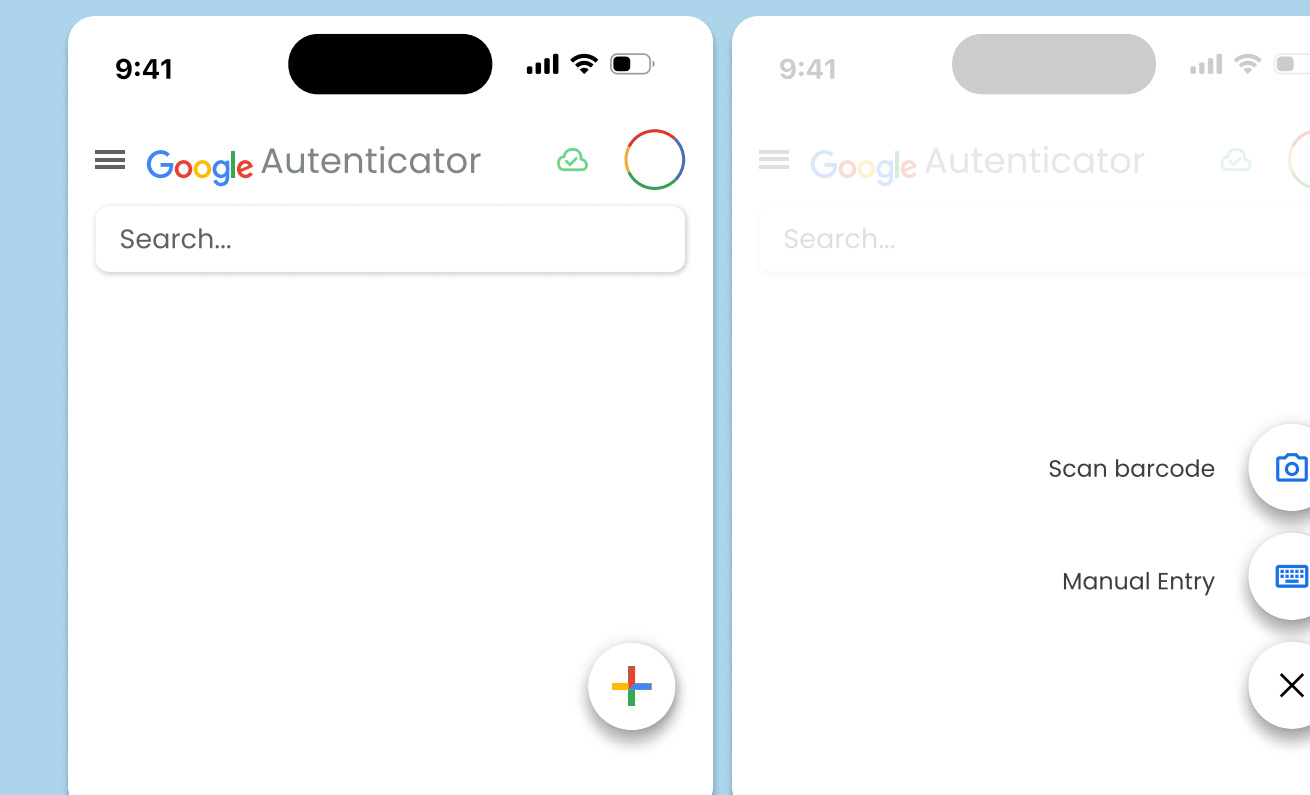 9:41
Google Autenticator
Search...
9:41
Google Autenticator
Search...
Scan barcode
Manual Entry